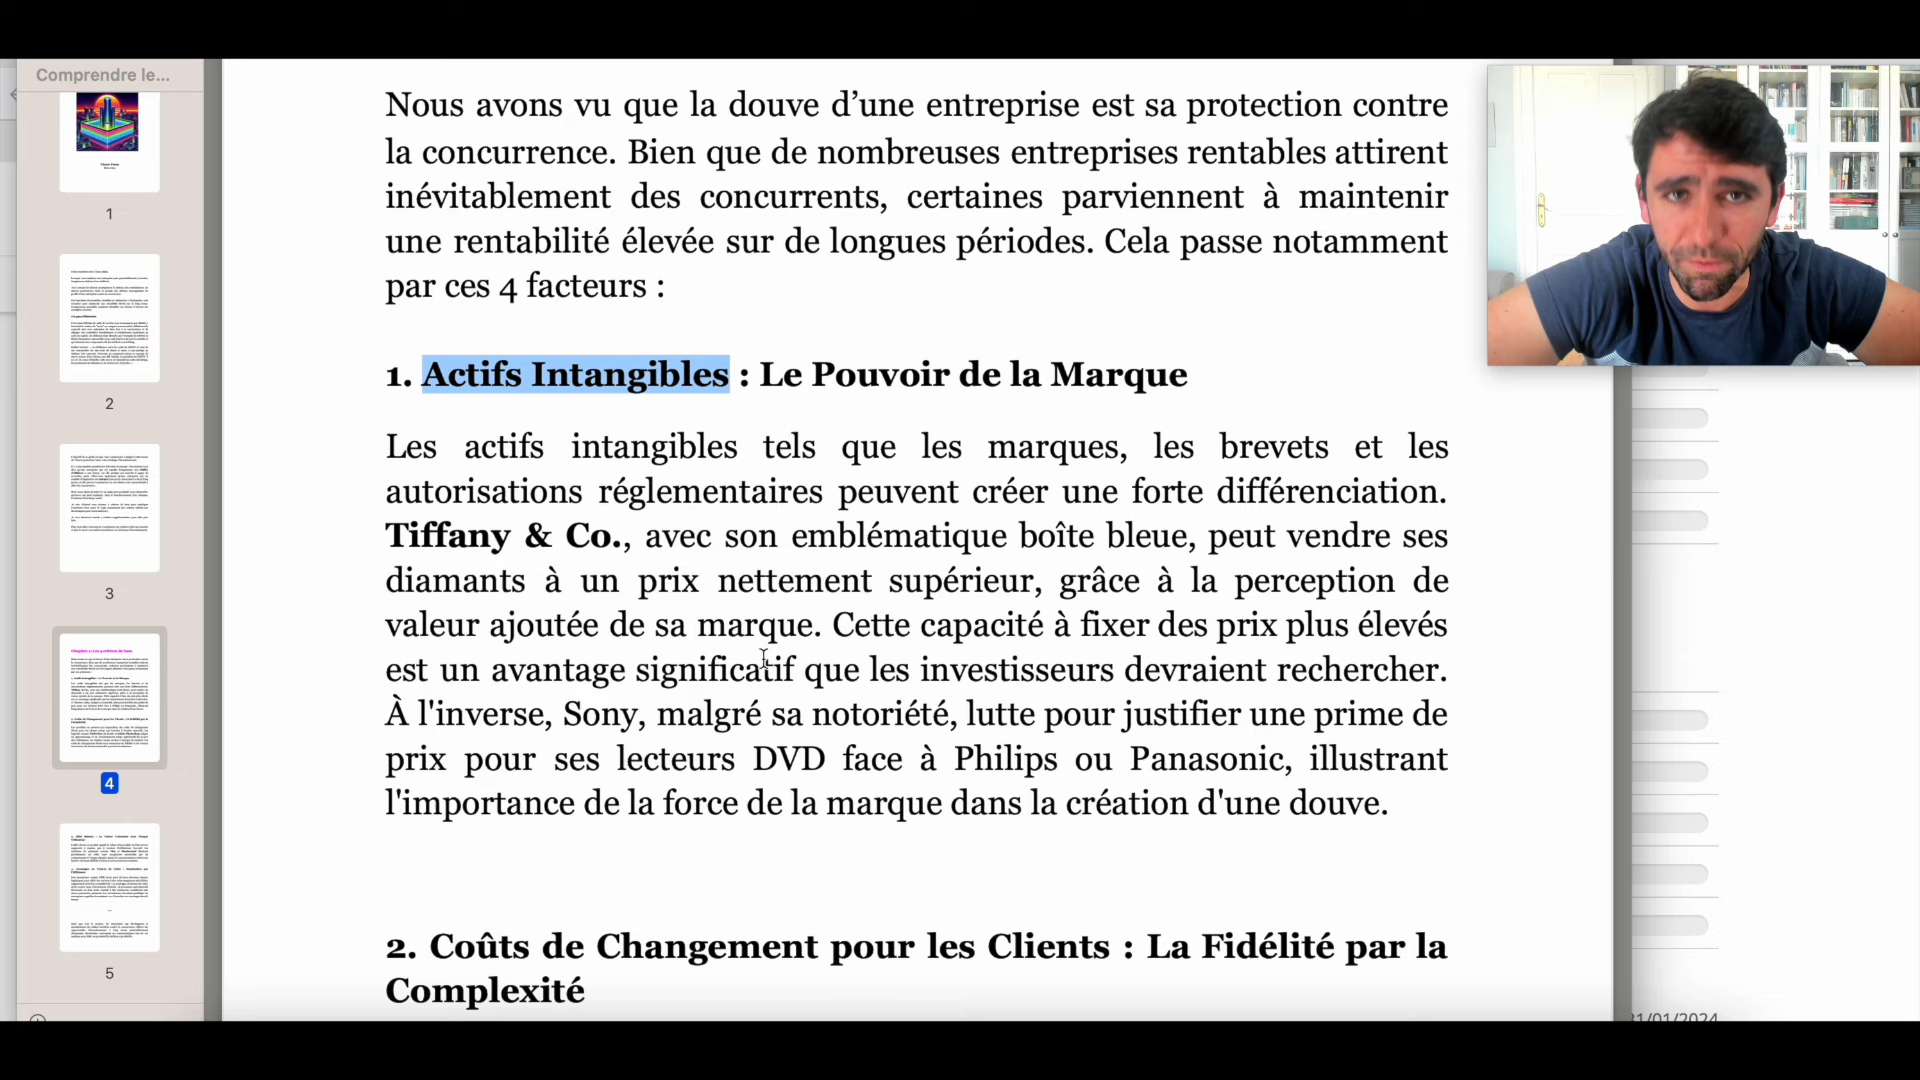 Comprendre le...
1
2
3
4
5
Nous avons vu que la douve d’une entreprise est sa protection contre
la concurrence. Bien que de nombreuses entreprises rentables attirent
inévitablement des concurrents, certaines parviennent à maintenir
une rentabilité élevée sur de longues périodes. Cela passe notamment
par ces 4 facteurs :
1. Actifs Intangibles : Le Pouvoir de la Marque
Les actifs intangibles tels que les marques, les brevets et les
autorisations réglementaires peuvent créer une forte différenciation.
Tiffany & Co., avec son emblématique boîte bleue, peut vendre ses
diamants à un prix nettement supérieur, grâce à la perception de
valeur ajoutée de sa marque. Cette capacité à fixer des prix plus élevés
est un avantage significatif que les investisseurs devraient rechercher.
À l'inverse, Sony, malgré sa notoriété, lutte pour justifier une prime de
prix pour ses lecteurs DVD face à Philips ou Panasonic, illustrant
l'importance de la force de la marque dans la création d'une douve.
2. Coûts de Changement pour les Clients : La Fidélité par la
Complexité
31/01/2024